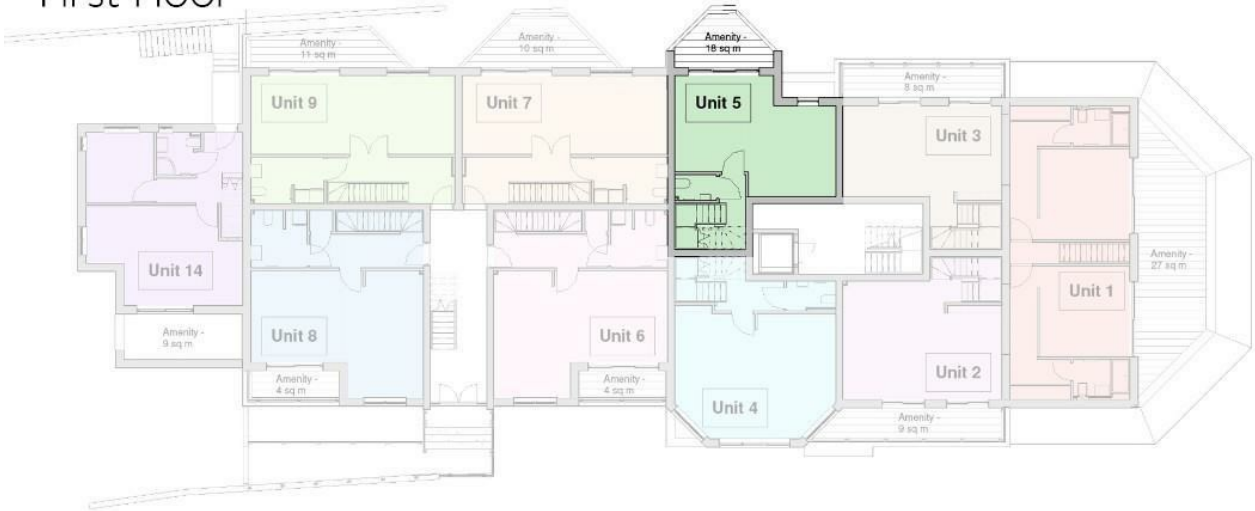 First Floor
Amenity -
11 sq m
Amenity -
10 sq m
Amenity -
18 sq m
Amenity -
8 sq m
Unit 9
Unit 7
Unit 5
Unit 3
Unit 14
Amenity -
27 sq m
Unit 1
Amenity -
9 sq m
Unit 8
Unit 6
Unit 2
Amenity -
4 sq m
Amenity -
4 sq m
Unit 4
Amenity -
9 sq m